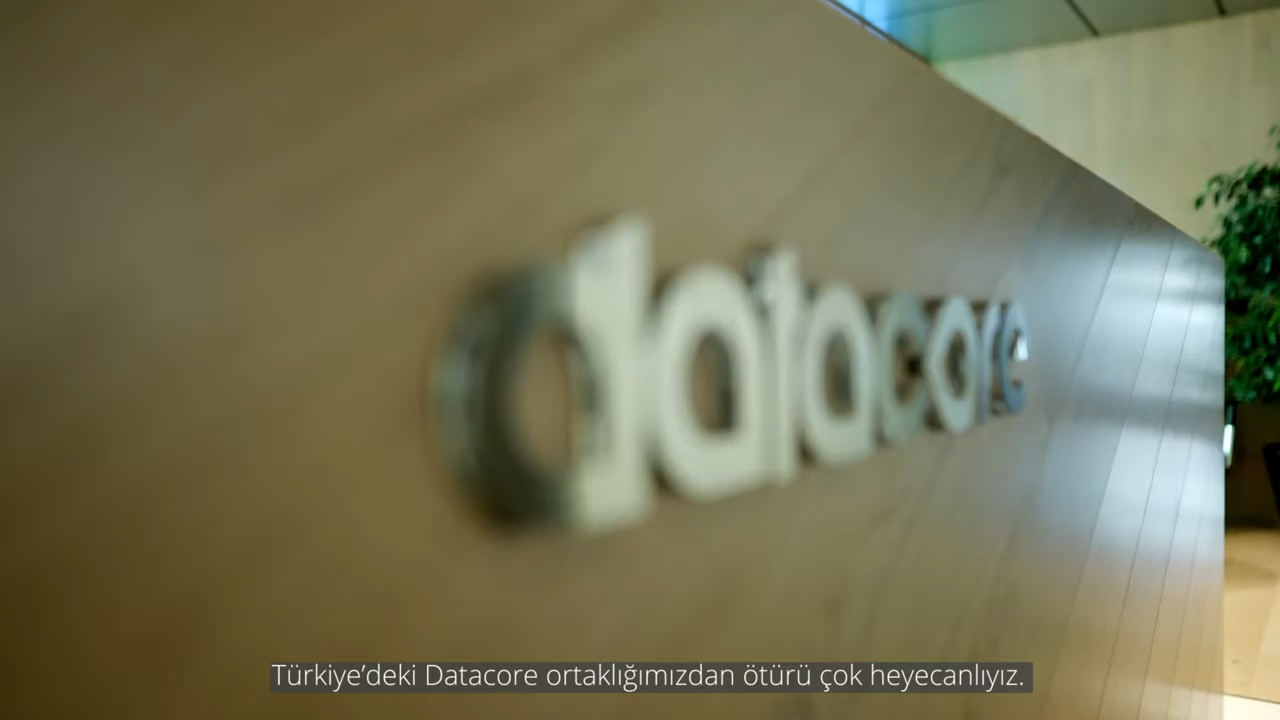 datacore
Türkiye’deki Datacore ortaklığımızdan ötürü çok heyecanlıyız.